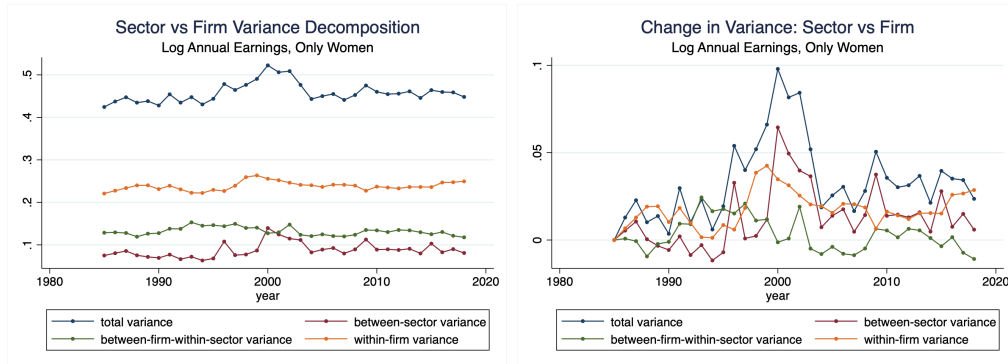 Sector vs Firm Variance Decomposition
Log Annual Earnings, Only Women
.5
.4
.3
.2
.1
1980
1990
2000
2010
2020
year
total variance
between-sector variance
between-firm-within-sector variance
within-firm variance
Change in Variance: Sector vs Firm
Log Annual Earnings, Only Women
.1
.05
0
1980
1990
2000
2010
2020
year
total variance
between-sector variance
between-firm-within-sector variance
within-firm variance